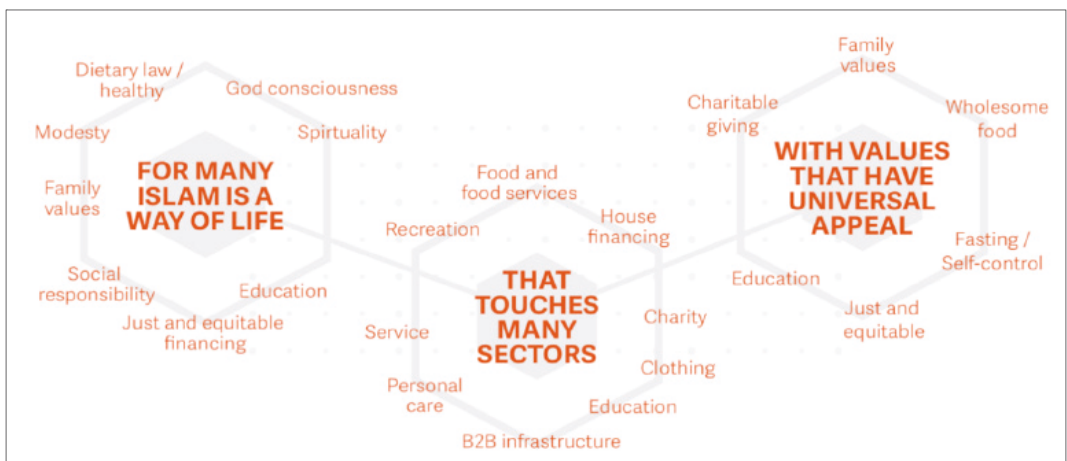 Dietary law /
healthy
God consciousness
Modesty
Spirtuality
FOR MANY
ISLAM IS A
WAY OF LIFE
Family
values
Social
responsibility
Education
Just and equitable
financing
Food and
food services
Recreation
House
financing
THAT
TOUCHES
MANY
SECTORS
Service
Charity
Clothing
Personal
care
Education
B2B infrastructure
Family
values
Charitable
giving
Wholesome
food
WITH VALUES
THAT HAVE
UNIVERSAL
APPEAL
Fasting /
Self-control
Education
Just and
equitable